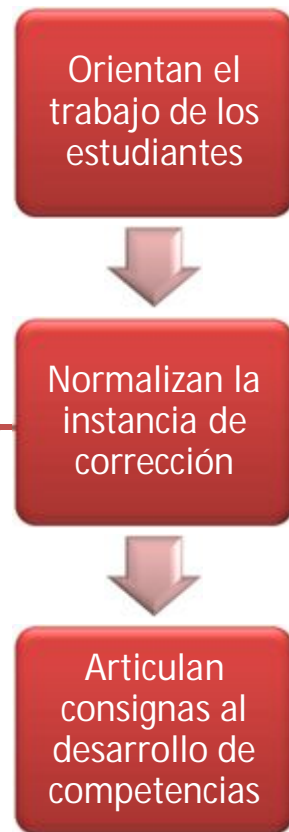 Orientan el
trabajo de los
estudiantes
Normalizan la
instancia de
corrección
Articulan
consignas al
desarrollo de
competencias